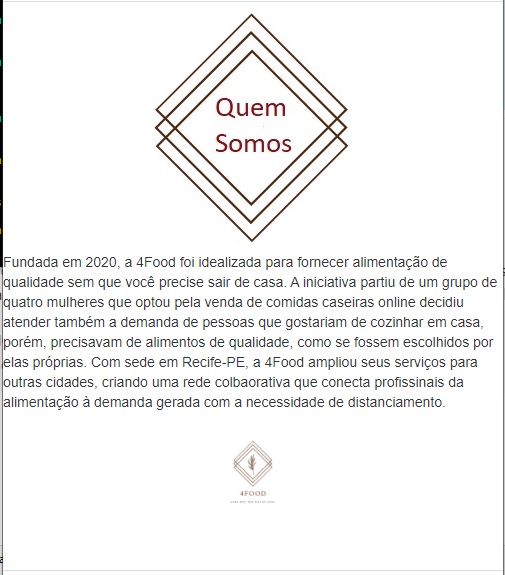 Quem
Somos
Fundada em 2020, a 4Food foi idealizada para fornecer alimentação de
qualidade sem que você precise sair de casa. A iniciativa partiu de um grupo de
quatro mulheres que optou pela venda de comidas caseiras online decidiu
atender também a demanda de pessoas que gostariam de cozinhar em casa,
porém, precisavam de alimentos de qualidade, como se fossem escolhidos por
elas próprias. Com sede em Recife-PE, a 4Food ampliou seus serviços para
outras cidades, criando uma rede colbaorativa que conecta profissinais da
alimentação à demanda gerada com a necessidade de distanciamento.
4FOOD